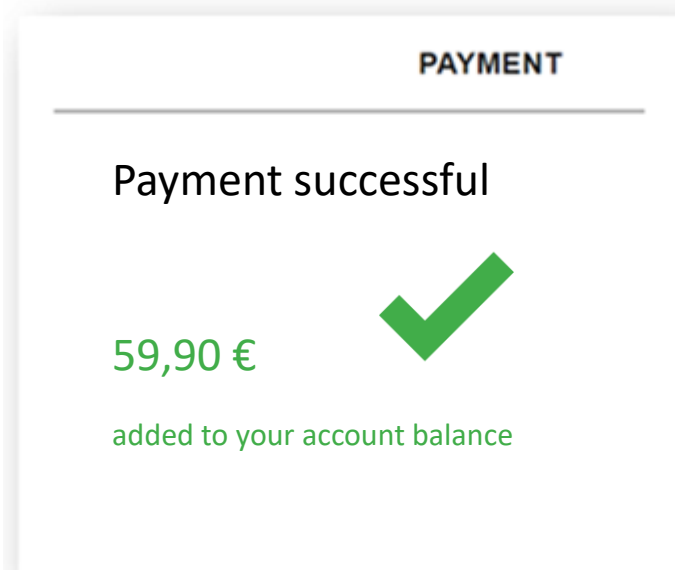 PAYMENT
Payment successful
59,90 €
added to your account balance